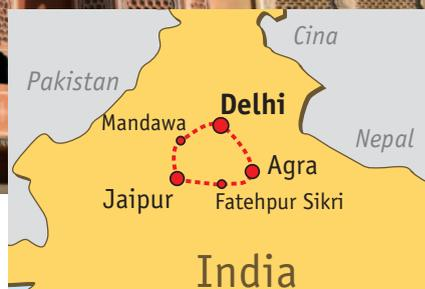 Cina
Pakistan
Delhi
Mandawa
Nepal
Agra
Jaipur
Fatehpur Sikri
India